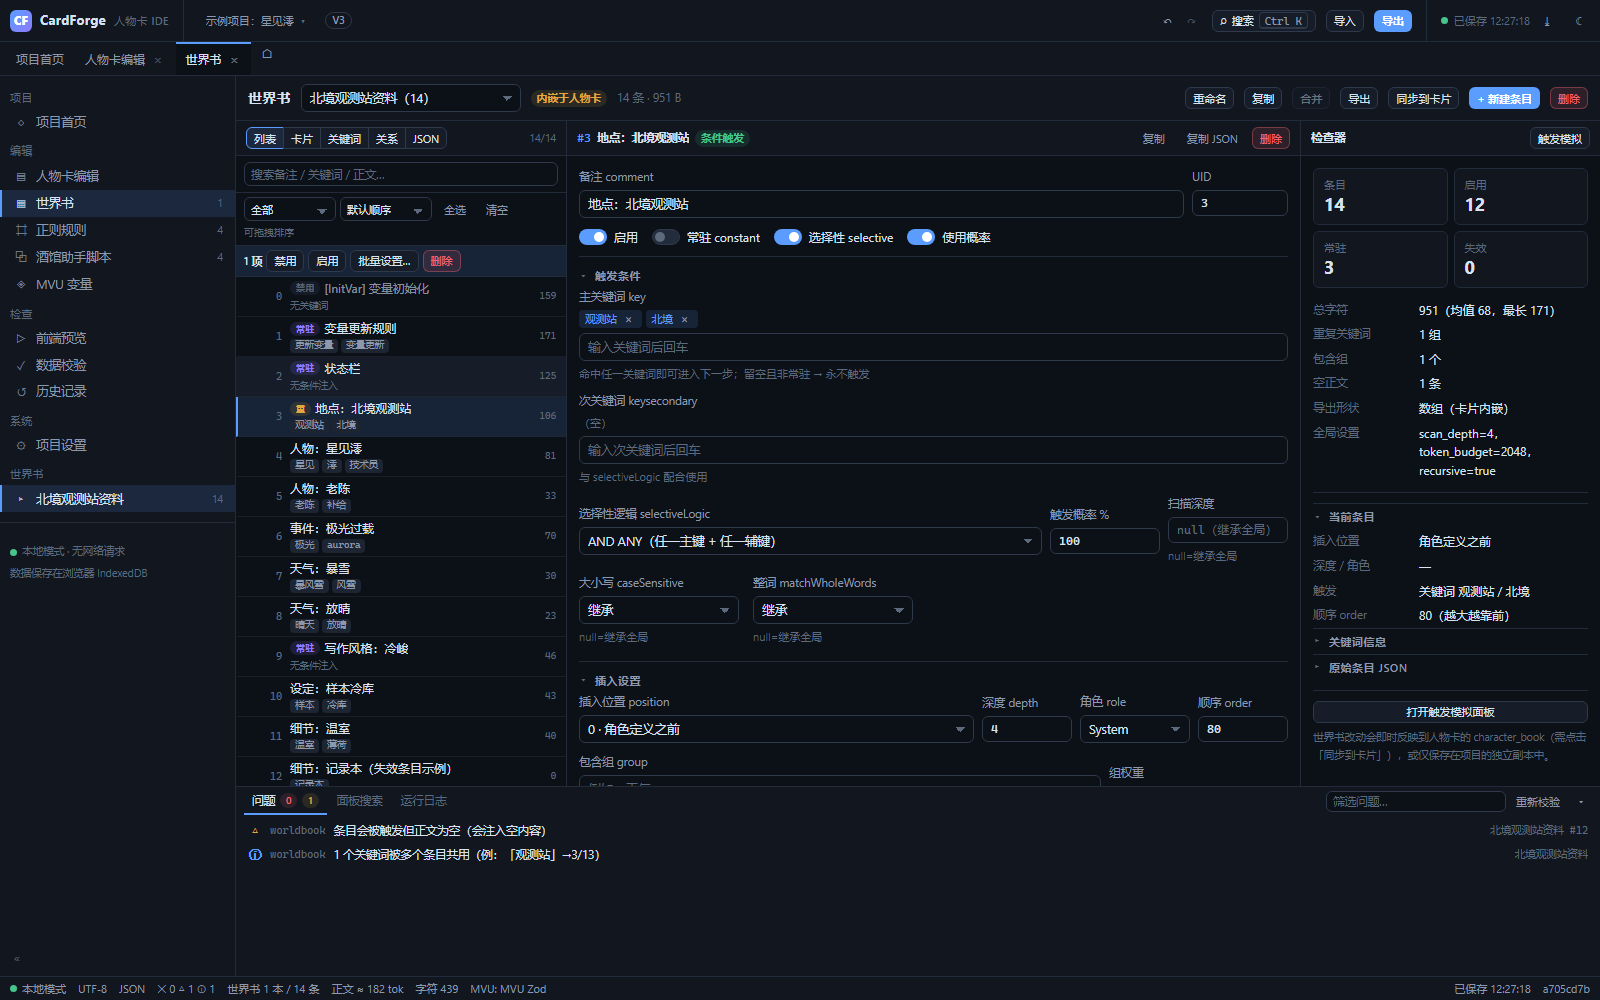 CF CardForge 人物卡 IDE 示例项目：星见澪 V3 搜索 Ctrl K 导入 导出 已保存 12:27:18
项目首页 人物卡编辑 × 世界书 ×
项目
项目首页
编辑
人物卡编辑
世界书 1
正则规则 4
酒馆助手脚本 4
MVU 变量
检查
前端预览
数据校验
历史记录
系统
项目设置
世界书
北境观测站资料 14
本地模式 · 无网络请求
数据保存在浏览器 IndexedDB
«
世界书 北境观测站资料（14） 内嵌于人物卡 14 条 · 951 B 重命名 复制 合并 导出 同步到卡片 + 新建条目 删除
列表 卡片 关键词 关系 JSON 14/14
搜索备注 / 关键词 / 正文...
全部 默认顺序 全选 清空
可拖拽排序
1 项 禁用 启用 批量设置... 删除
0 禁用 [InitVar] 变量初始化 159
无关键词
1 常驻 变量更新规则 171
更新变量 变量更新
2 常驻 状态栏 125
无条件注入
3 地点：北境观测站 106
观测站 北境
4 人物：星见澪 81
星见 澪 技术员
5 人物：老陈 33
老陈 补给
6 事件：极光过载 70
极光 aurora
7 天气：暴雪 30
暴风雪 风雪
8 天气：放晴 23
晴天 放晴
9 常驻 写作风格：冷峻 46
无条件注入
10 设定：样本冷库 43
样本 冷库
11 细节：温室 40
温室 薄荷
12 细节：记录本（失效条目示例） 0
记录本
#3 地点：北境观测站 条件触发 复制 复制 JSON 删除
备注 comment UID
地点：北境观测站 3
启用 常驻 constant 选择性 selective 使用概率
触发条件
主关键词 key
观测站 × 北境 ×
输入关键词后回车
命中任一关键词即可进入下一步；留空且非常驻 → 永不触发
次关键词 keysecondary
（空）
输入次关键词后回车
与 selectiveLogic 配合使用
选择性逻辑 selectiveLogic 触发概率 % 扫描深度
AND ANY（任一主键 + 任一辅键） 100 null（继承全局）
null=继承全局
大小写 caseSensitive 整词 matchWholeWords
继承 继承
null=继承全局 null=继承全局
插入设置
插入位置 position 深度 depth 角色 role 顺序 order
0 · 角色定义之前 4 System 80
包含组 group 组权重
检查器 触发模拟
条目 启用
14 12
常驻 失效
3 0
总字符 951（均值 68，最长 171）
重复关键词 1 组
包含组 1 个
空正文 1 条
导出形状 数组（卡片内嵌）
全局设置 scan_depth=4,
token_budget=2048,
recursive=true
当前条目
插入位置 角色定义之前
深度 / 角色 —
触发 关键词 观测站 / 北境
顺序 order 80（越大越靠前）
关键词信息
原始条目 JSON
打开触发模拟面板
世界书改动会即时反映到人物卡的 character_book（需点击
「同步到卡片」），或仅保存在项目的独立副本中。
问题 0 1 面板搜索 运行日志 筛选问题... 重新校验
worldbook 条目会被触发但正文为空（会注入空内容） 北境观测站资料 #12
worldbook 1 个关键词被多个条目共用（例：「观测站」→3/13） 北境观测站资料
本地模式 UTF-8 JSON 0 1 1 世界书 1 本 / 14 条 正文 ≈ 182 tok 字符 439 MVU: MVU Zod 已保存 12:27:18 a705cd7b